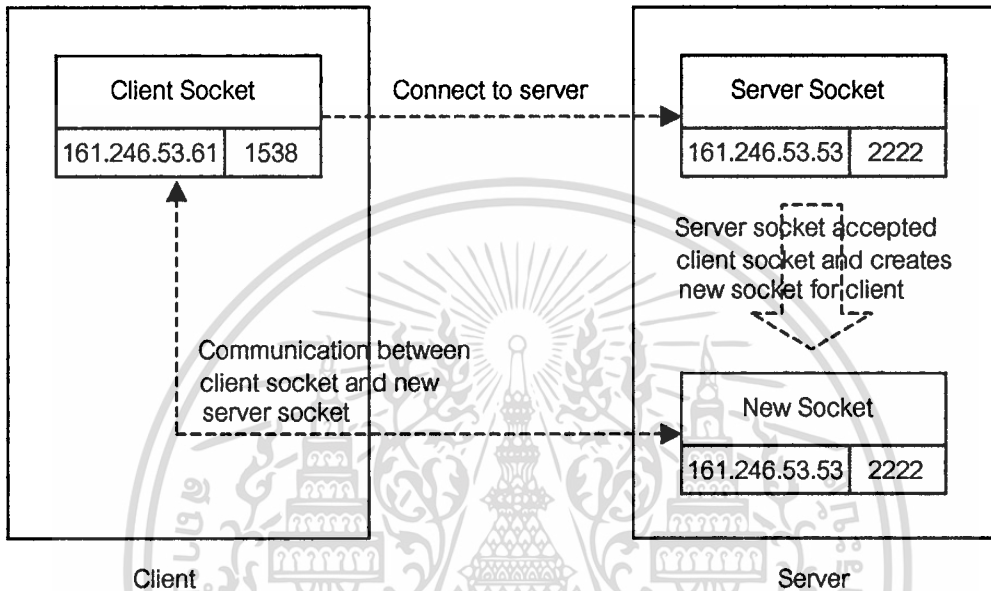 Client Socket
161.246.53.61 1538
Connect to server
Server Socket
161.246.53.53 2222
Server socket accepted
client socket and creates
new socket for client
Communication between
client socket and new
server socket
New Socket
161.246.53.53 2222
Client
Server